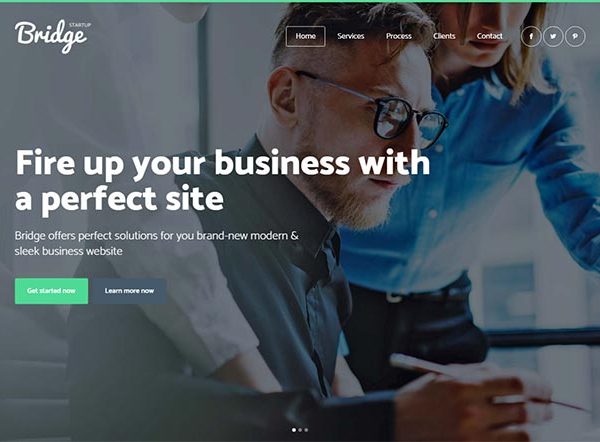 Bridge
STARTUP
Home Services Process Clients Contact
Fire up your business with
a perfect site
Bridge offers perfect solutions for you brand-new modern &
sleek business website
Get started now Learn more now